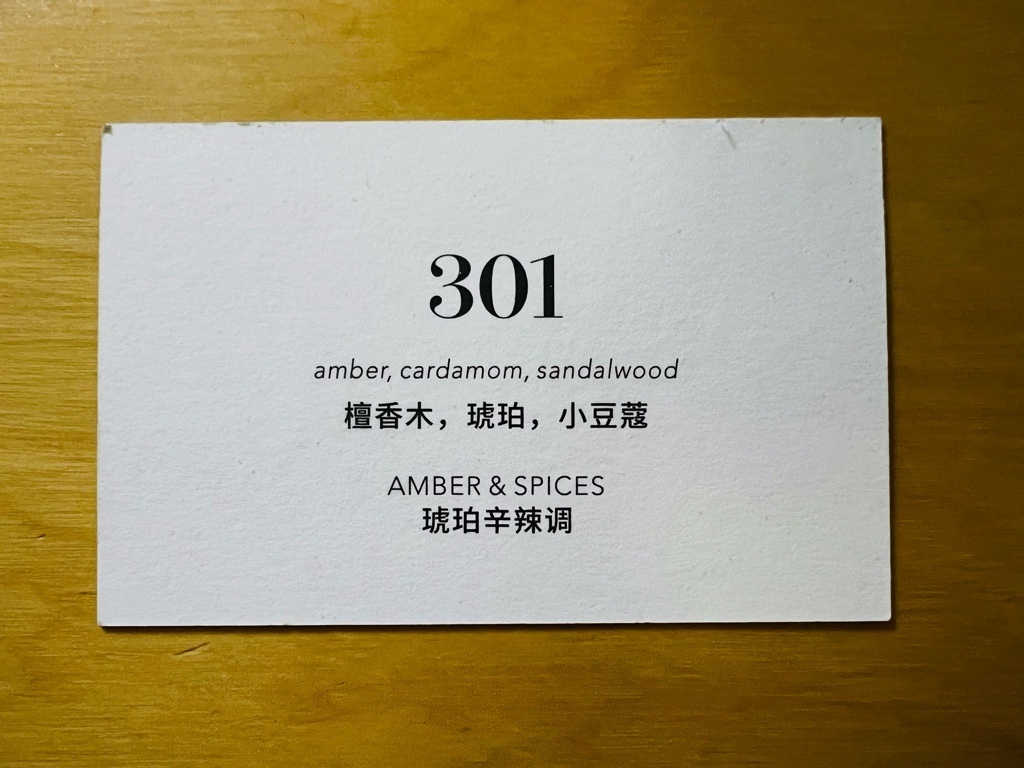 301
amber, cardamom, sandalwood
檀香木，琥珀，小豆蔻
AMBER & SPICES
琥珀辛辣调